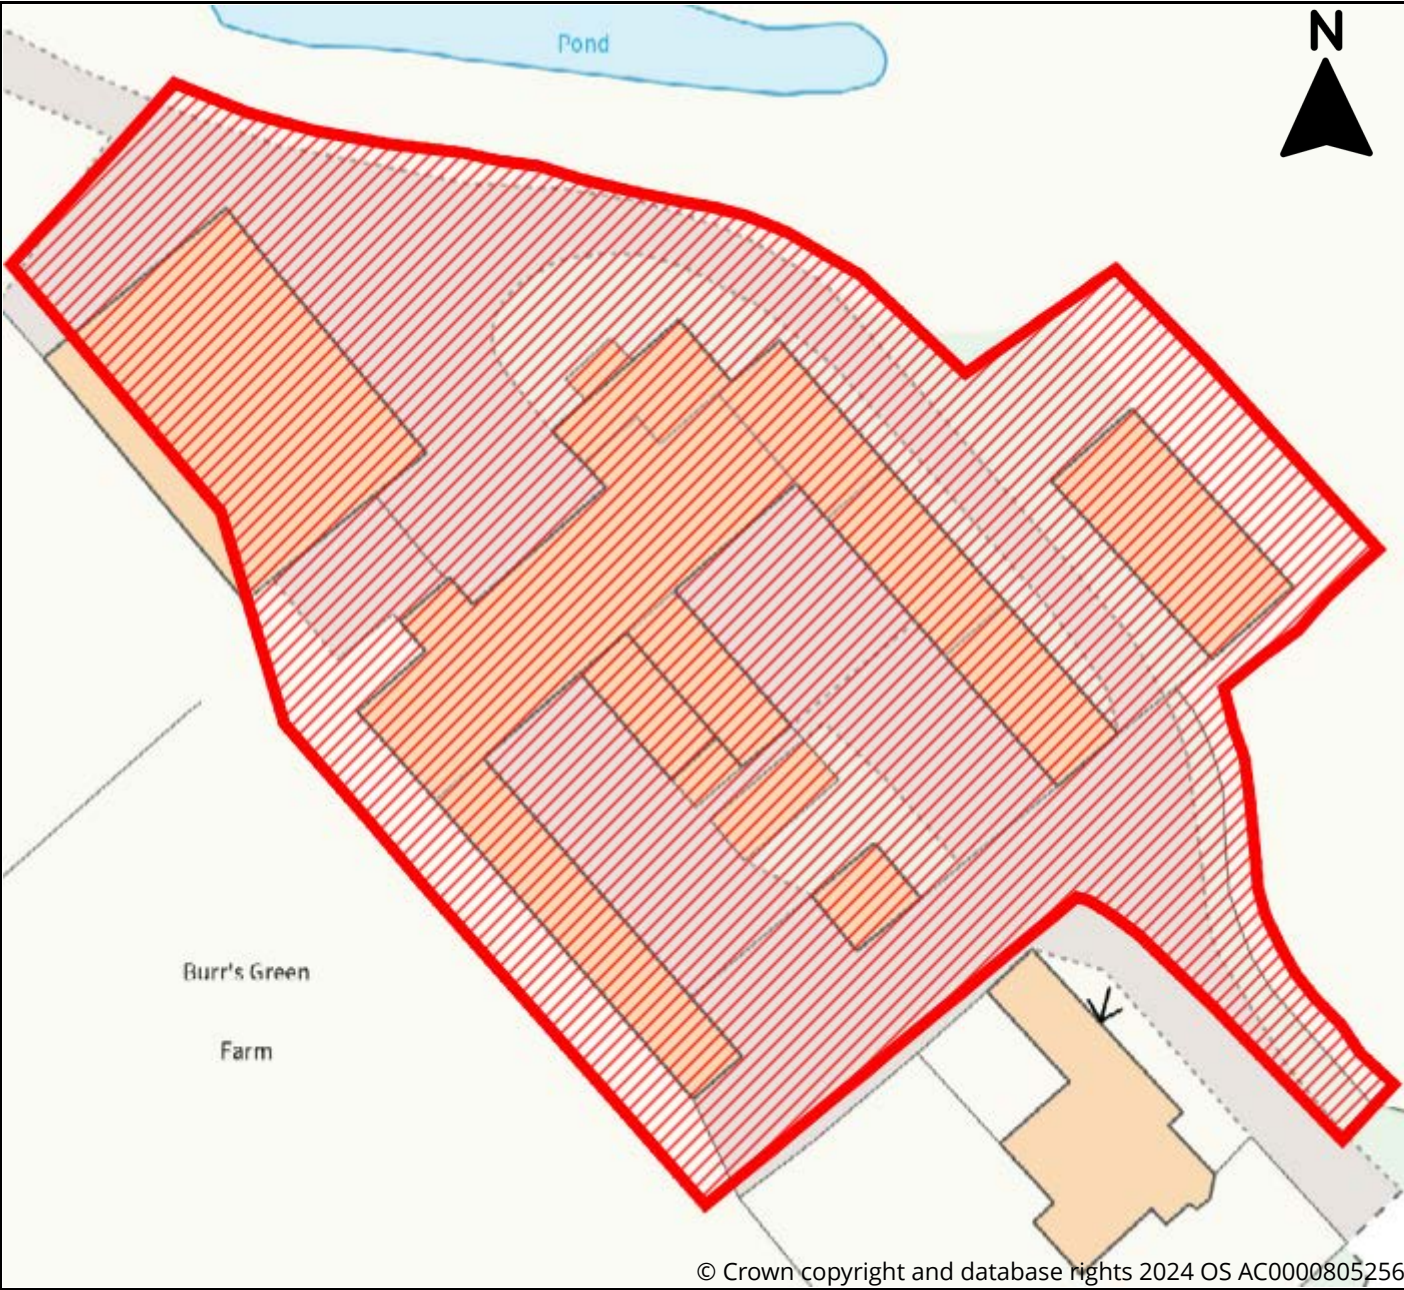 Pond
N
Burr's Green
Farm
© Crown copyright and database rights 2024 OS AC0000805256